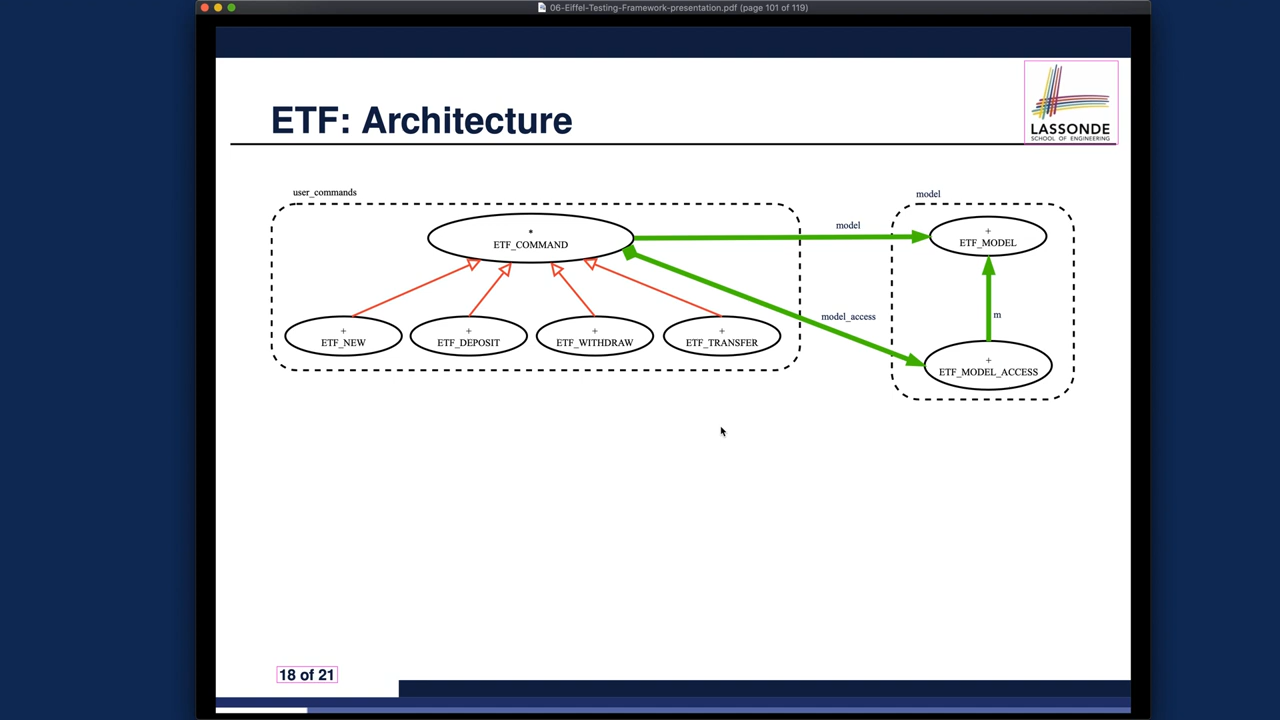 06-Eiffel-Testing-Framework-presentation.pdf (page 101 of 119)
ETF: Architecture
LASSONDE
SCHOOL OF ENGINEERING
user_commands
model
*
ETF_COMMAND
model
+
ETF_MODEL
model_access
m
+
ETF_NEW
+
ETF_DEPOSIT
+
ETF_WITHDRAW
+
ETF_TRANSFER
+
ETF_MODEL_ACCESS
18 of 21